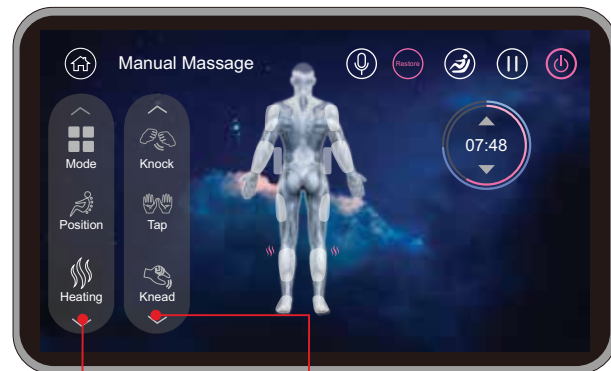 Manual Massage
Restore
07:48
Mode
Position
Heating
Knock
Tap
Knead